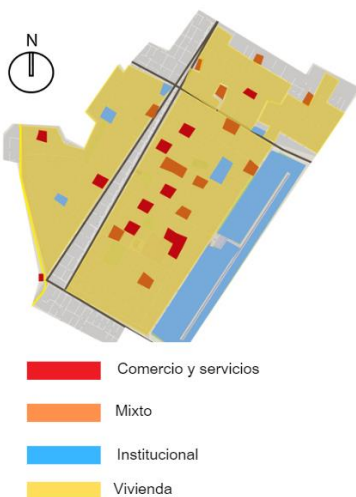 N
Comercio y servicios
Mixto
Institucional
Vivienda